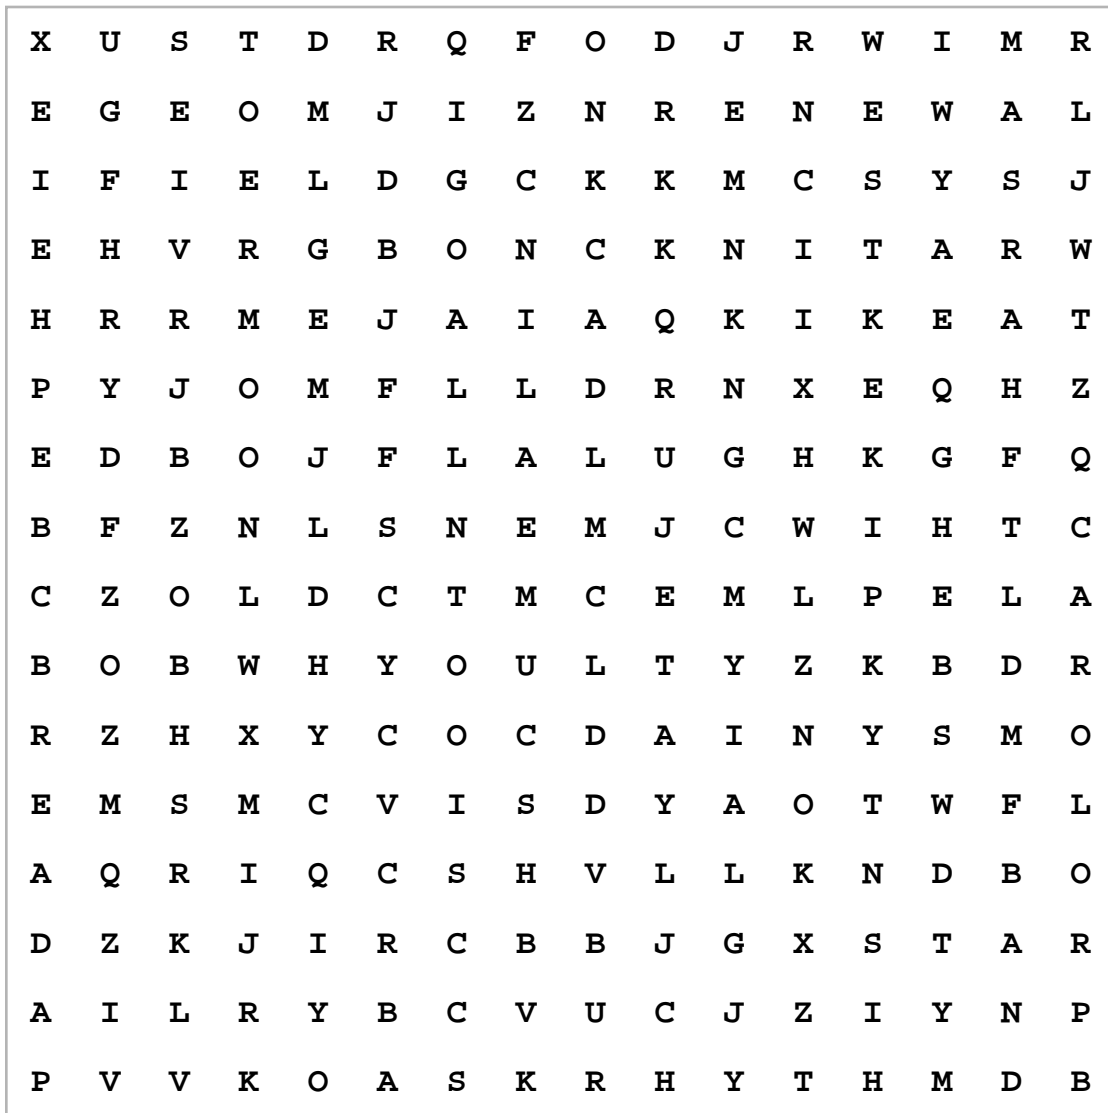 X U S T D R Q F O D J R W I M R
E G E O M J I Z N R E N E W A L
I F I E L D G C K K M C S Y S J
E H V R G B O N C K N I T A R W
H R R M E J A I A Q K I K E A T
P Y J O M F L L D R N X E Q H Z
E D B O J F L A L U G H K G F Q
B F Z N L S N E M J C W I H T C
C Z O L D C T M C E M L P E L A
B O B W H Y O U L T Y Z K B D R
R Z H X Y C O C D A I N Y S M O
E M S M C V I S D Y A O T W F L
A Q R I Q C S H V L L K N D B O
D Z K J I R C B B J G X S T A R
A I L R Y B C V U C J Z I Y N P
P V V K O A S K R H Y T H M D B